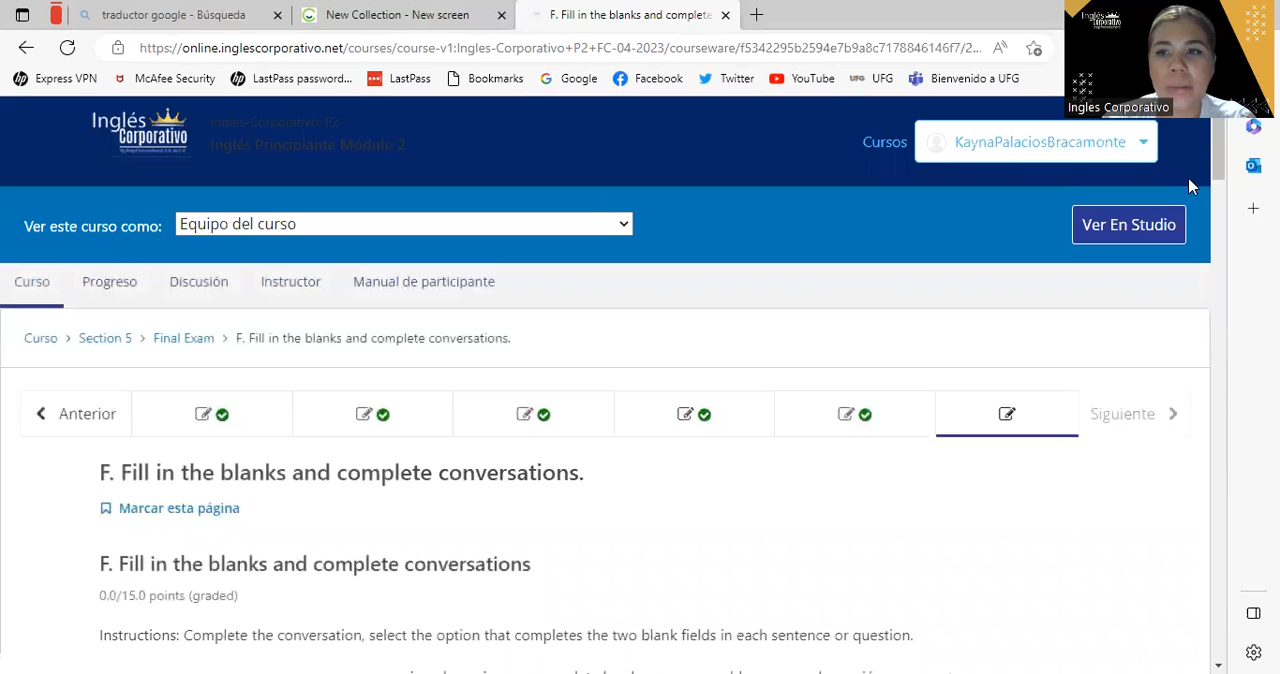 traductor google - Búsqueda
New Collection - New screen
F. Fill in the blanks and complete
https://online.inglescorporativo.net/courses/course-v1:Ingles-Corporativo+P2+FC-04-2023/courseware/f5342295b2594e7b9a8c7178846146f7/2...
Express VPN
McAfee Security
LastPass password...
LastPass
Bookmarks
Google
Facebook
Twitter
YouTube
UFG
Bienvenido a UFG
Inglés Corporativo
Ingles Corporativo
Inglés
Corporativo
Ingles-Corporativo: P2
Inglés Principiante Módulo 2
Cursos
KaynaPalaciosBracamonte
Ver este curso como:
Equipo del curso
Ver En Studio
Curso
Progreso
Discusión
Instructor
Manual de participante
Curso > Section 5 > Final Exam > F. Fill in the blanks and complete conversations.
Anterior
Siguiente
F. Fill in the blanks and complete conversations.
Marcar esta página
F. Fill in the blanks and complete conversations
0.0/15.0 points (graded)
Instructions: Complete the conversation, select the option that completes the two blank fields in each sentence or question.